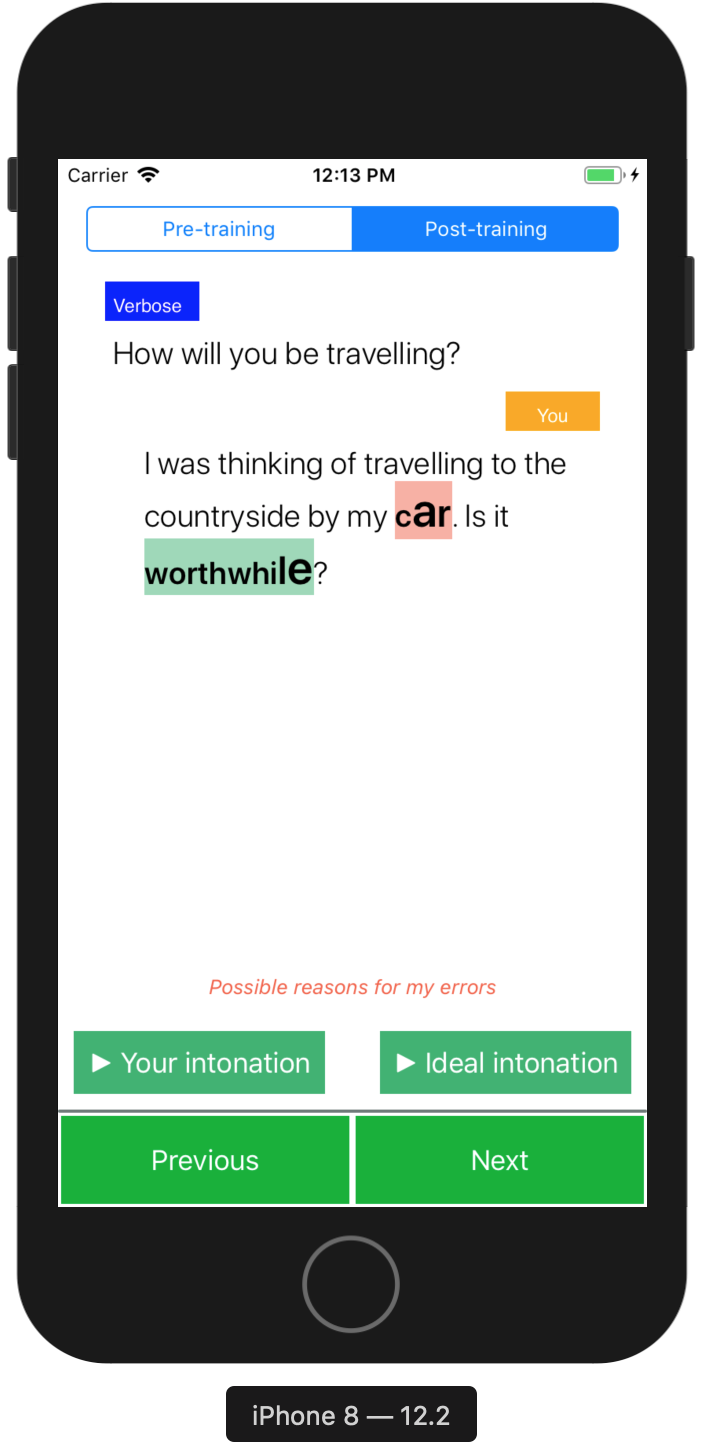 Carrier 12:13 PM
Pre-training Post-training
Verbose
How will you be travelling?
You
I was thinking of travelling to the
countryside by my car. Is it
worthwhile?
Possible reasons for my errors
▶ Your intonation ▶ Ideal intonation
Previous Next
iPhone 8 — 12.2